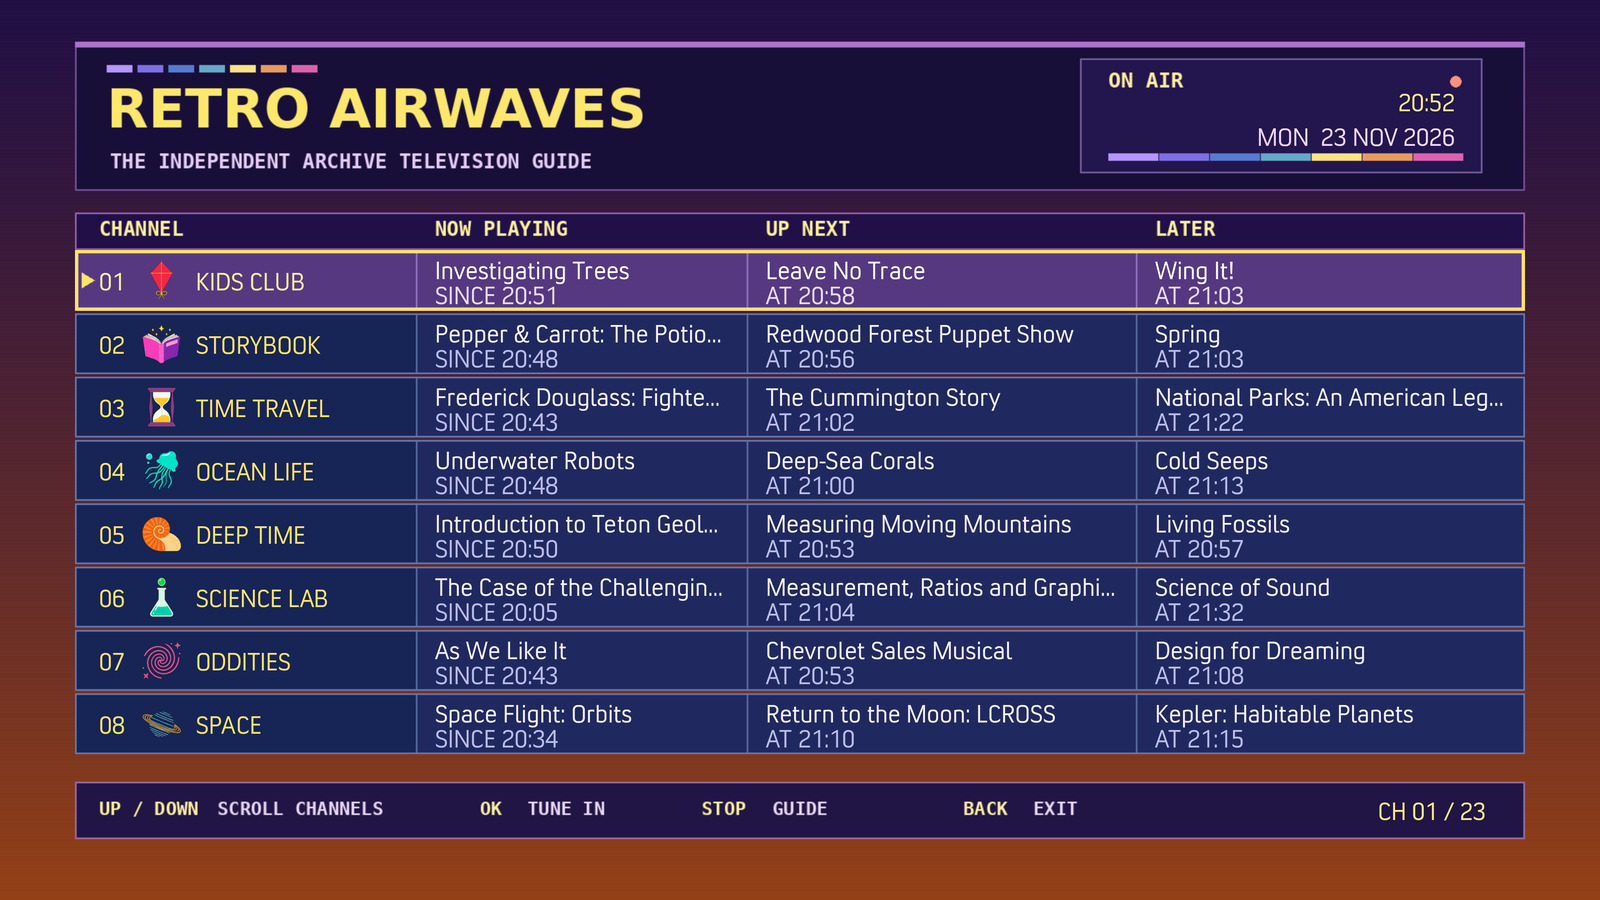 RETRO AIRWAVES
THE INDEPENDENT ARCHIVE TELEVISION GUIDE
ON AIR
20:52
MON 23 NOV 2026
CHANNEL NOW PLAYING UP NEXT LATER
01 KIDS CLUB
Investigating Trees
SINCE 20:51
Leave No Trace
AT 20:58
Wing It!
AT 21:03
02 STORYBOOK
Pepper & Carrot: The Potio...
SINCE 20:48
Redwood Forest Puppet Show
AT 20:56
Spring
AT 21:03
03 TIME TRAVEL
Frederick Douglass: Fighte...
SINCE 20:43
The Cummington Story
AT 21:02
National Parks: An American Leg...
AT 21:22
04 OCEAN LIFE
Underwater Robots
SINCE 20:48
Deep-Sea Corals
AT 21:00
Cold Seeps
AT 21:13
05 DEEP TIME
Introduction to Teton Geol...
SINCE 20:50
Measuring Moving Mountains
AT 20:53
Living Fossils
AT 20:57
06 SCIENCE LAB
The Case of the Challengin...
SINCE 20:05
Measurement, Ratios and Graphi...
AT 21:04
Science of Sound
AT 21:32
07 ODDITIES
As We Like It
SINCE 20:43
Chevrolet Sales Musical
AT 20:53
Design for Dreaming
AT 21:08
08 SPACE
Space Flight: Orbits
SINCE 20:34
Return to the Moon: LCROSS
AT 21:10
Kepler: Habitable Planets
AT 21:15
UP / DOWN SCROLL CHANNELS OK TUNE IN STOP GUIDE BACK EXIT CH 01 / 23